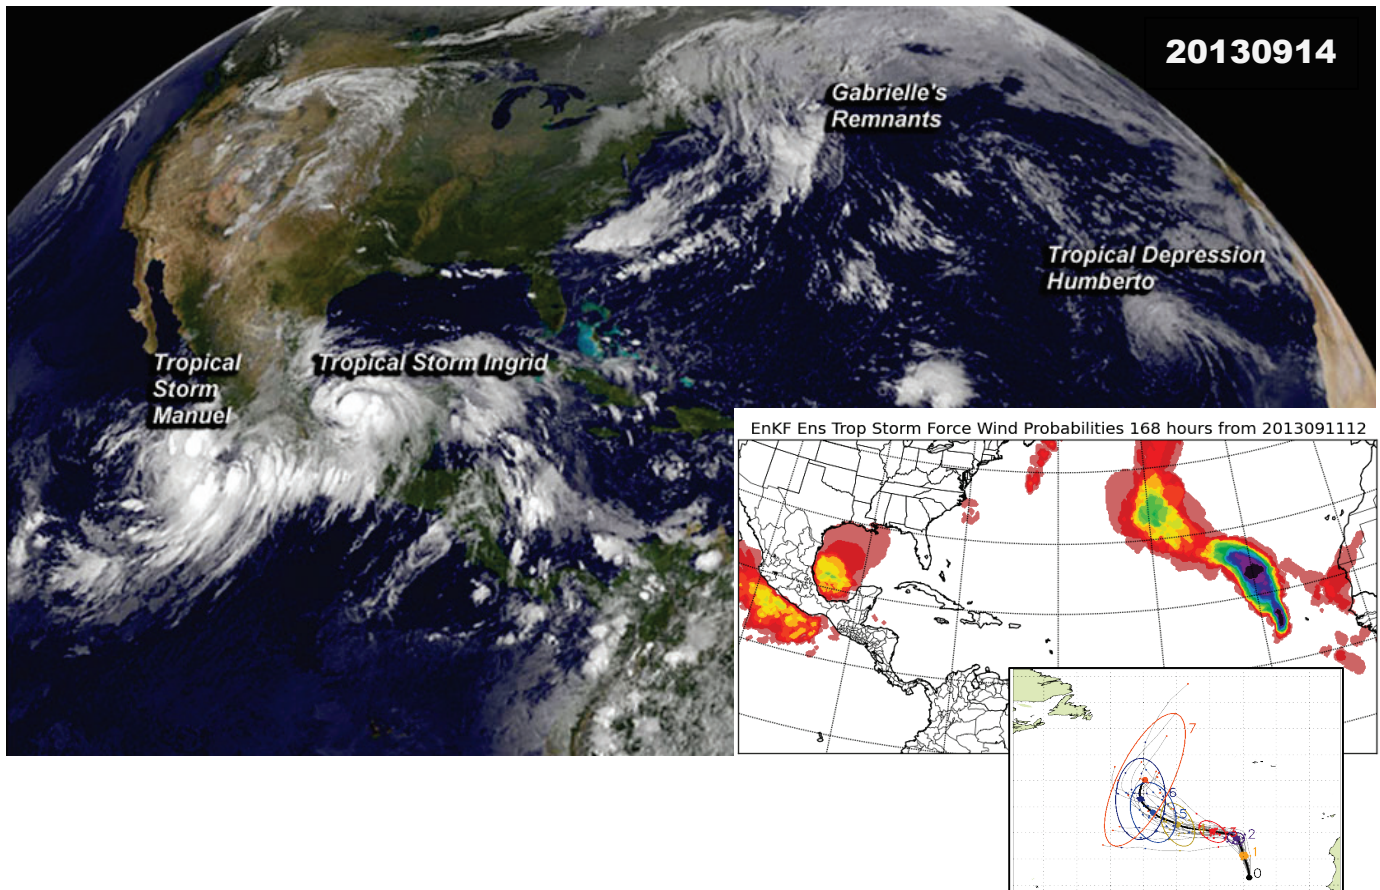 20130914
Gabrielle's
Remnants
Tropical Depression
Humberto
Tropical
Storm
Manuel
Tropical Storm Ingrid
EnKF Ens Trop Storm Force Wind Probabilities 168 hours from 2013091112
7
6
5
2
1
0